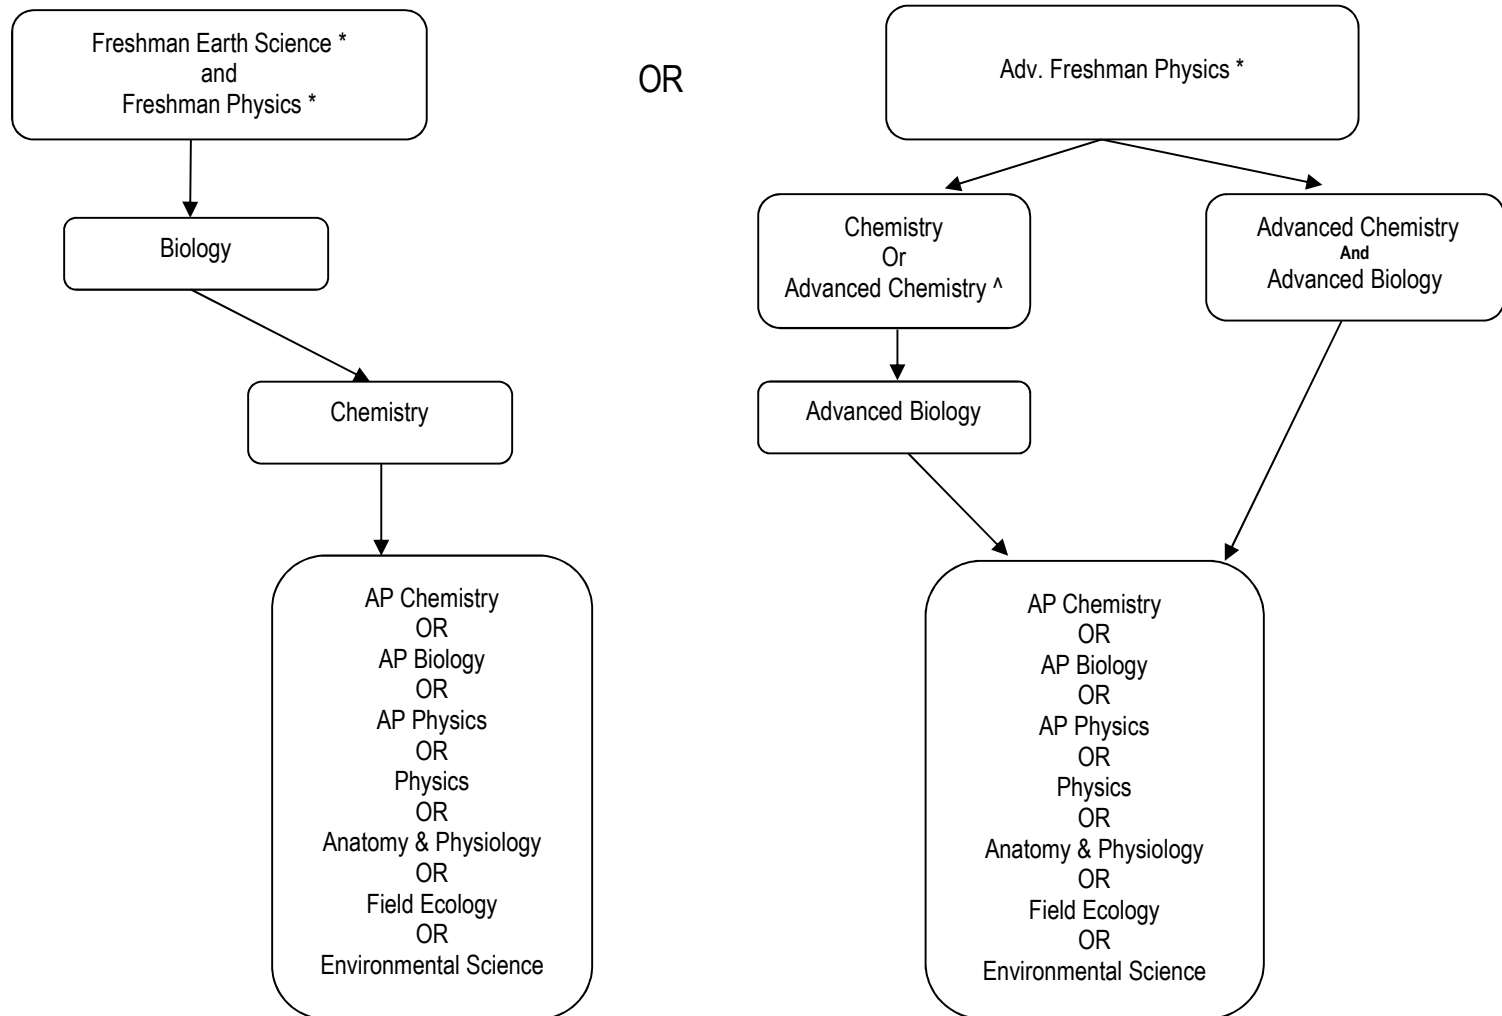 Freshman Earth Science *
and
Freshman Physics *
OR
Adv. Freshman Physics *
Biology
Chemistry
Or
Advanced Chemistry ^
Advanced Chemistry
And
Advanced Biology
Chemistry
Advanced Biology
AP Chemistry
OR
AP Biology
OR
AP Physics
OR
Physics
OR
Anatomy & Physiology
OR
Field Ecology
OR
Environmental Science
AP Chemistry
OR
AP Biology
OR
AP Physics
OR
Physics
OR
Anatomy & Physiology
OR
Field Ecology
OR
Environmental Science